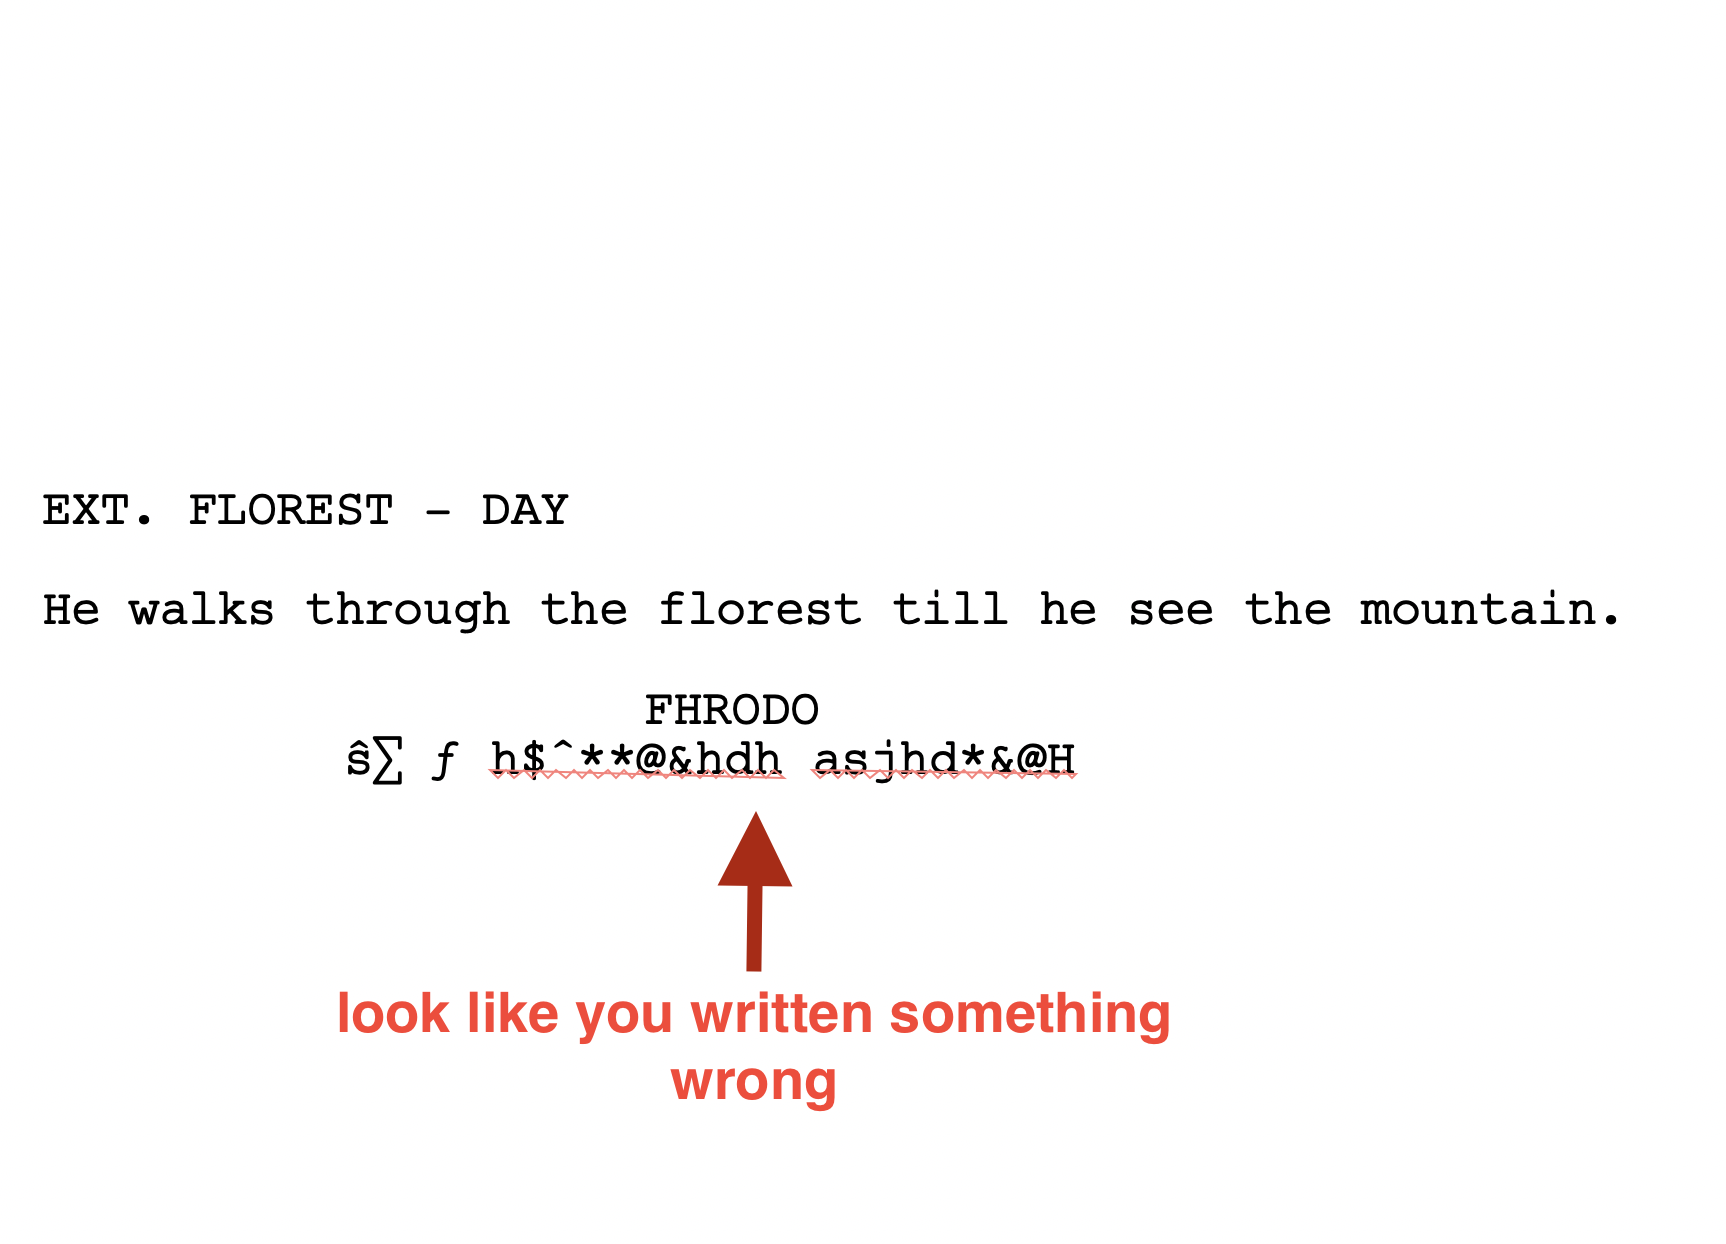 EXT. FLOREST - DAY
He walks through the florest till he see the mountain.
FHRODO
ŝ∑ ƒ h$ˆ**@&hdh asjhd*&@H
look like you written something
wrong